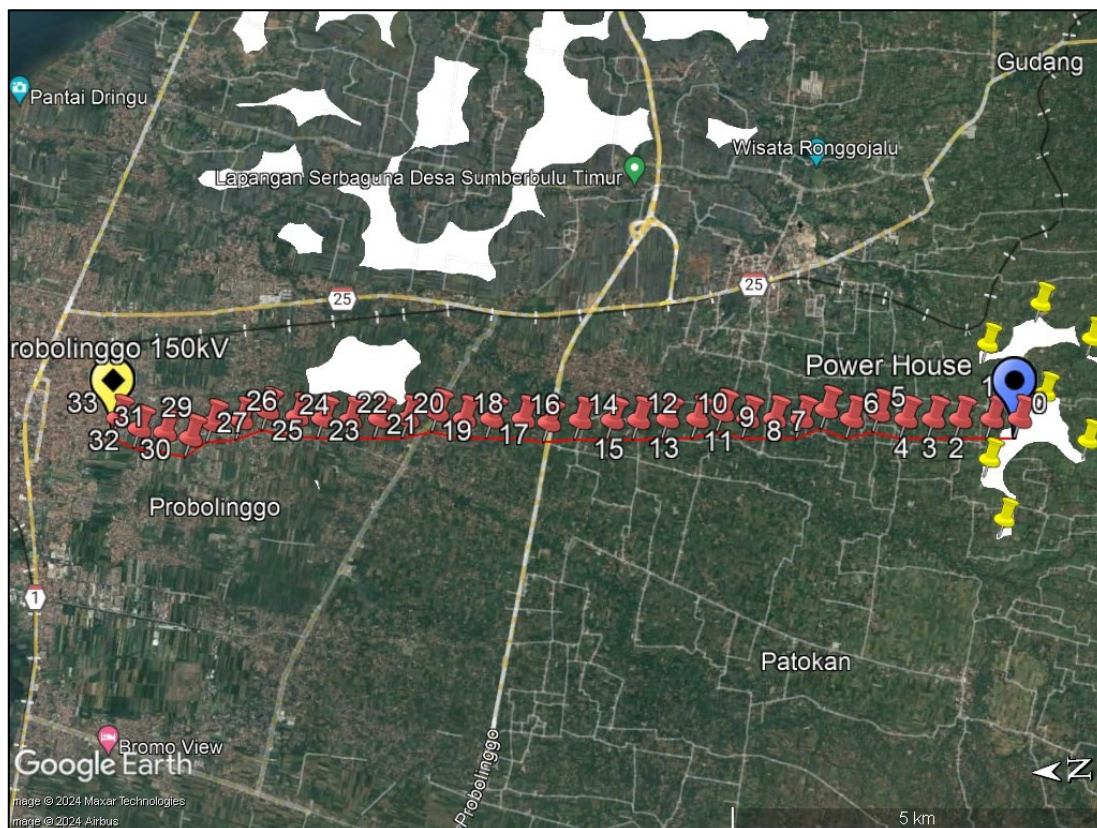 Gudang
Pantai Dringu
Wisata Ronggojalu
Lapangan Serbaguna Desa Sumberbulu Timur
25
25
robolinggo 150kV
Power House
33
31
29
27
26
24
22
21
20
18
16
14
12
10
9
7
6
5
1
0
32
30
25
23
19
17
15
13
11
8
4
3
2
Probolinggo
1
Patokan
Probolinggo
Bromo View
Google Earth
mage © 2024 Maxar Technologies
mage © 2024 Airbus
5 km
N